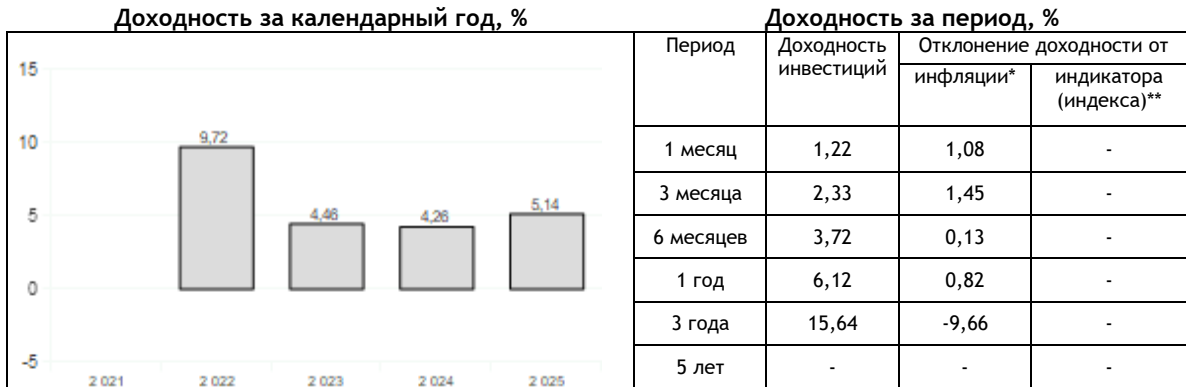 Доходность за календарный год, %
15
10
5
0
-5
9,72
4,46
4,26
5,14
2 021 2 022 2 023 2 024 2 025
Доходность за период, %
Период Доходность инвестиций Отклонение доходности от
инфляции* индикатора (индекса)**
1 месяц 1,22 1,08 -
3 месяца 2,33 1,45 -
6 месяцев 3,72 0,13 -
1 год 6,12 0,82 -
3 года 15,64 -9,66 -
5 лет - - -